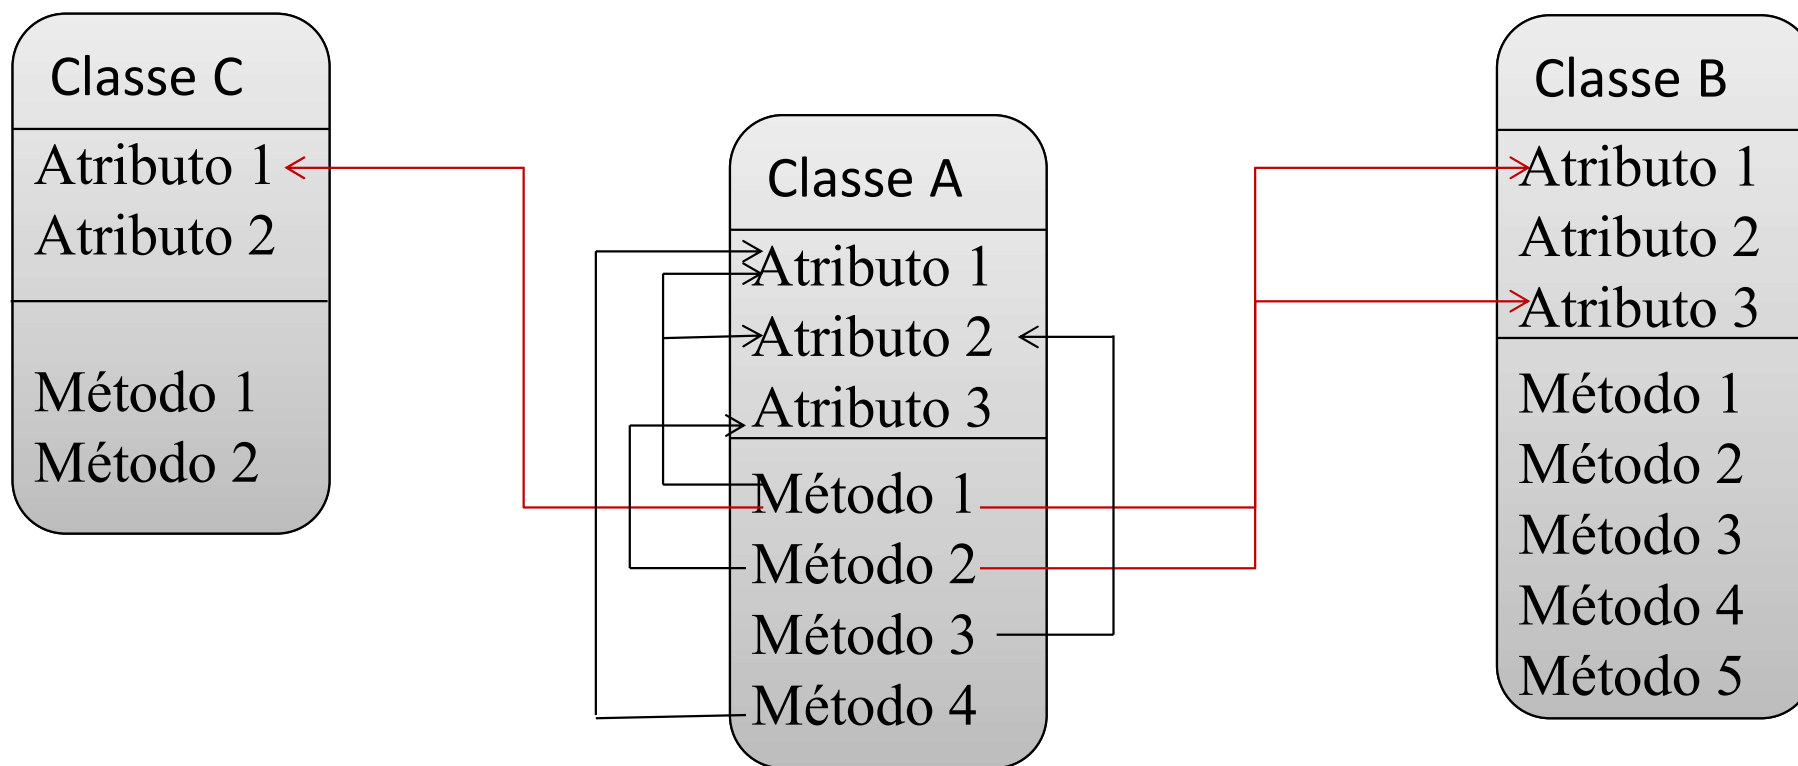 Classe C
Atributo 1
Atributo 2
Método 1
Método 2
Classe A
Atributo 1
Atributo 2
Atributo 3
Método 1
Método 2
Método 3
Método 4
Classe B
Atributo 1
Atributo 2
Atributo 3
Método 1
Método 2
Método 3
Método 4
Método 5